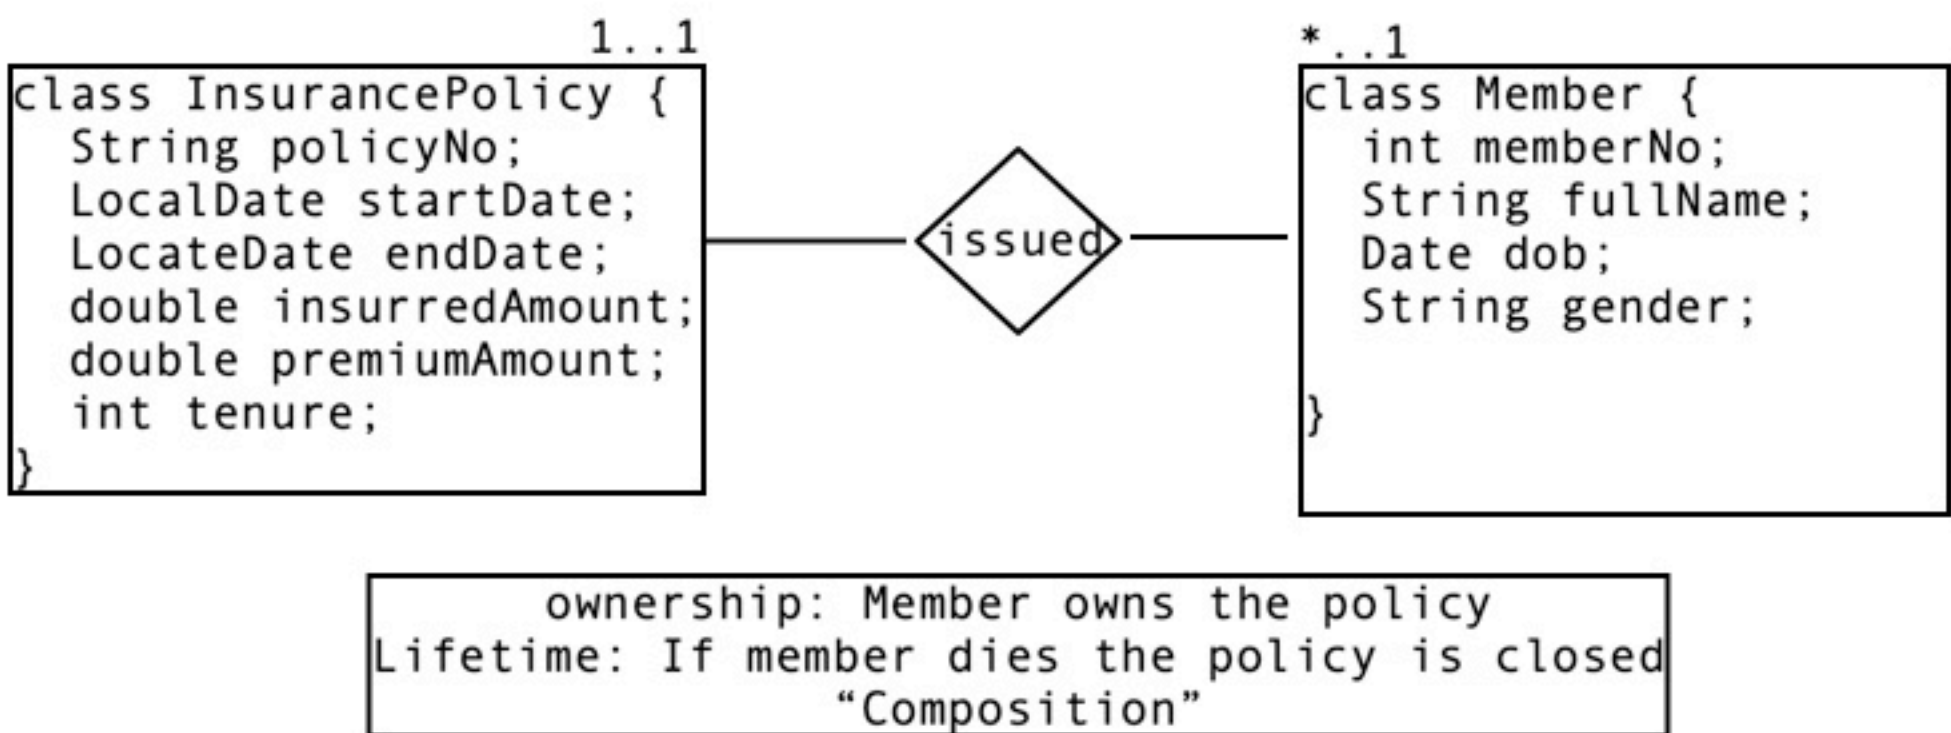 1..1
class InsurancePolicy {
String policyNo;
LocalDate startDate;
LocateDate endDate;
double insurredAmount;
double premiumAmount;
int tenure;
}
issued
*..1
class Member {
int memberNo;
String fullName;
Date dob;
String gender;
}
ownership: Member owns the policy
Lifetime: If member dies the policy is closed
“Composition”